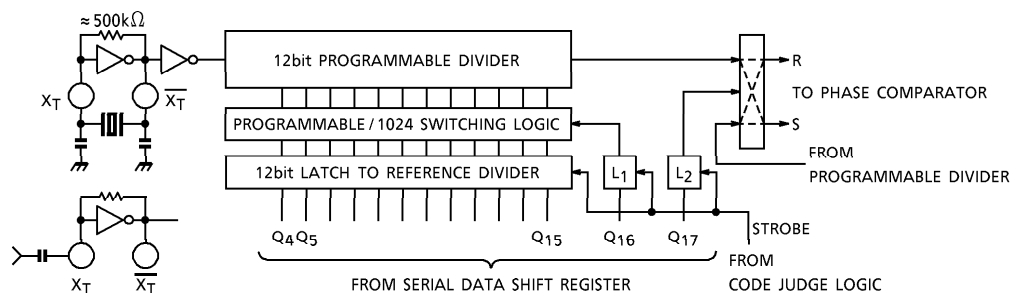 ≈500kΩ
12bit PROGRAMMABLE DIVIDER
R
X_T
X̅_T̅
TO PHASE COMPARATOR
PROGRAMMABLE/1024 SWITCHING LOGIC
S
FROM
PROGRAMMABLE DIVIDER
12bit LATCH TO REFERENCE DIVIDER
L1
L2
Q4 Q5
Q15
Q16
Q17
STROBE
FROM
CODE JUDGE LOGIC
X_T
X̅_T̅
FROM SERIAL DATA SHIFT REGISTER